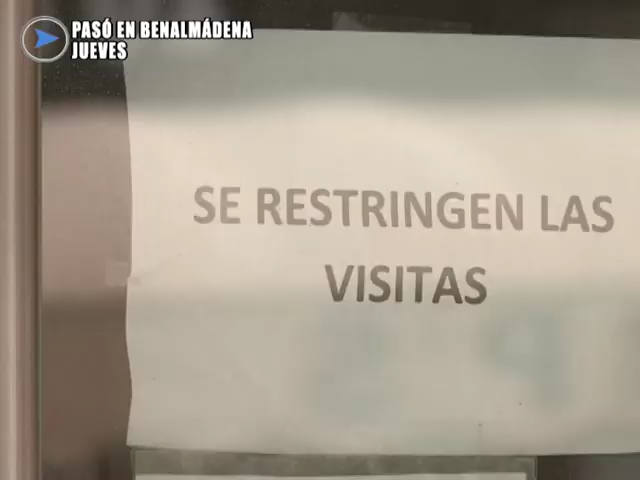 PASÓ EN BENALMÁDENA
JUEVES
SE RESTRINGEN LAS
VISITAS